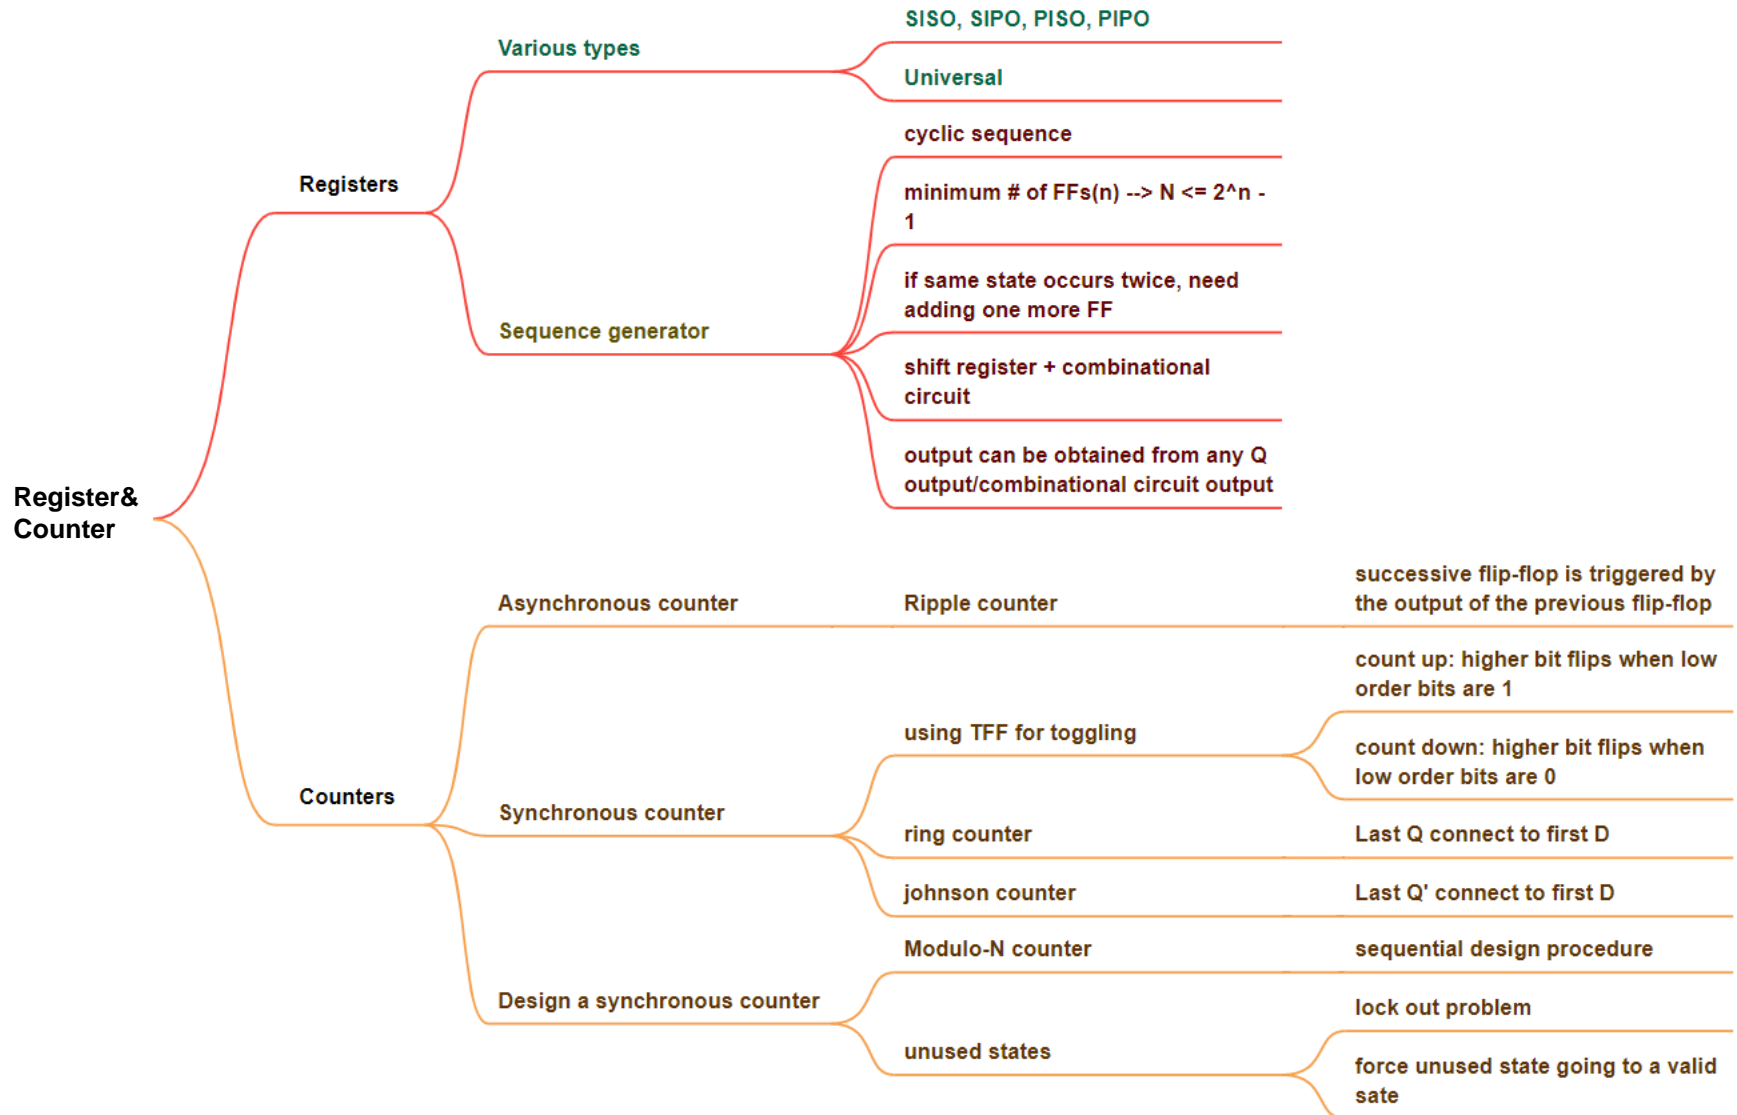 SISO, SIPO, PISO, PIPO
Various types
Universal
cyclic sequence
Registers
minimum # of FFs(n) --> N <= 2^n -
1
if same state occurs twice, need
adding one more FF
Sequence generator
shift register + combinational
circuit
output can be obtained from any Q
output/combinational circuit output
Register&
Counter
successive flip-flop is triggered by
the output of the previous flip-flop
Asynchronous counter
Ripple counter
count up: higher bit flips when low
order bits are 1
using TFF for toggling
count down: higher bit flips when
low order bits are 0
Counters
Synchronous counter
ring counter
Last Q connect to first D
johnson counter
Last Q' connect to first D
Modulo-N counter
sequential design procedure
Design a synchronous counter
lock out problem
unused states
force unused state going to a valid
sate